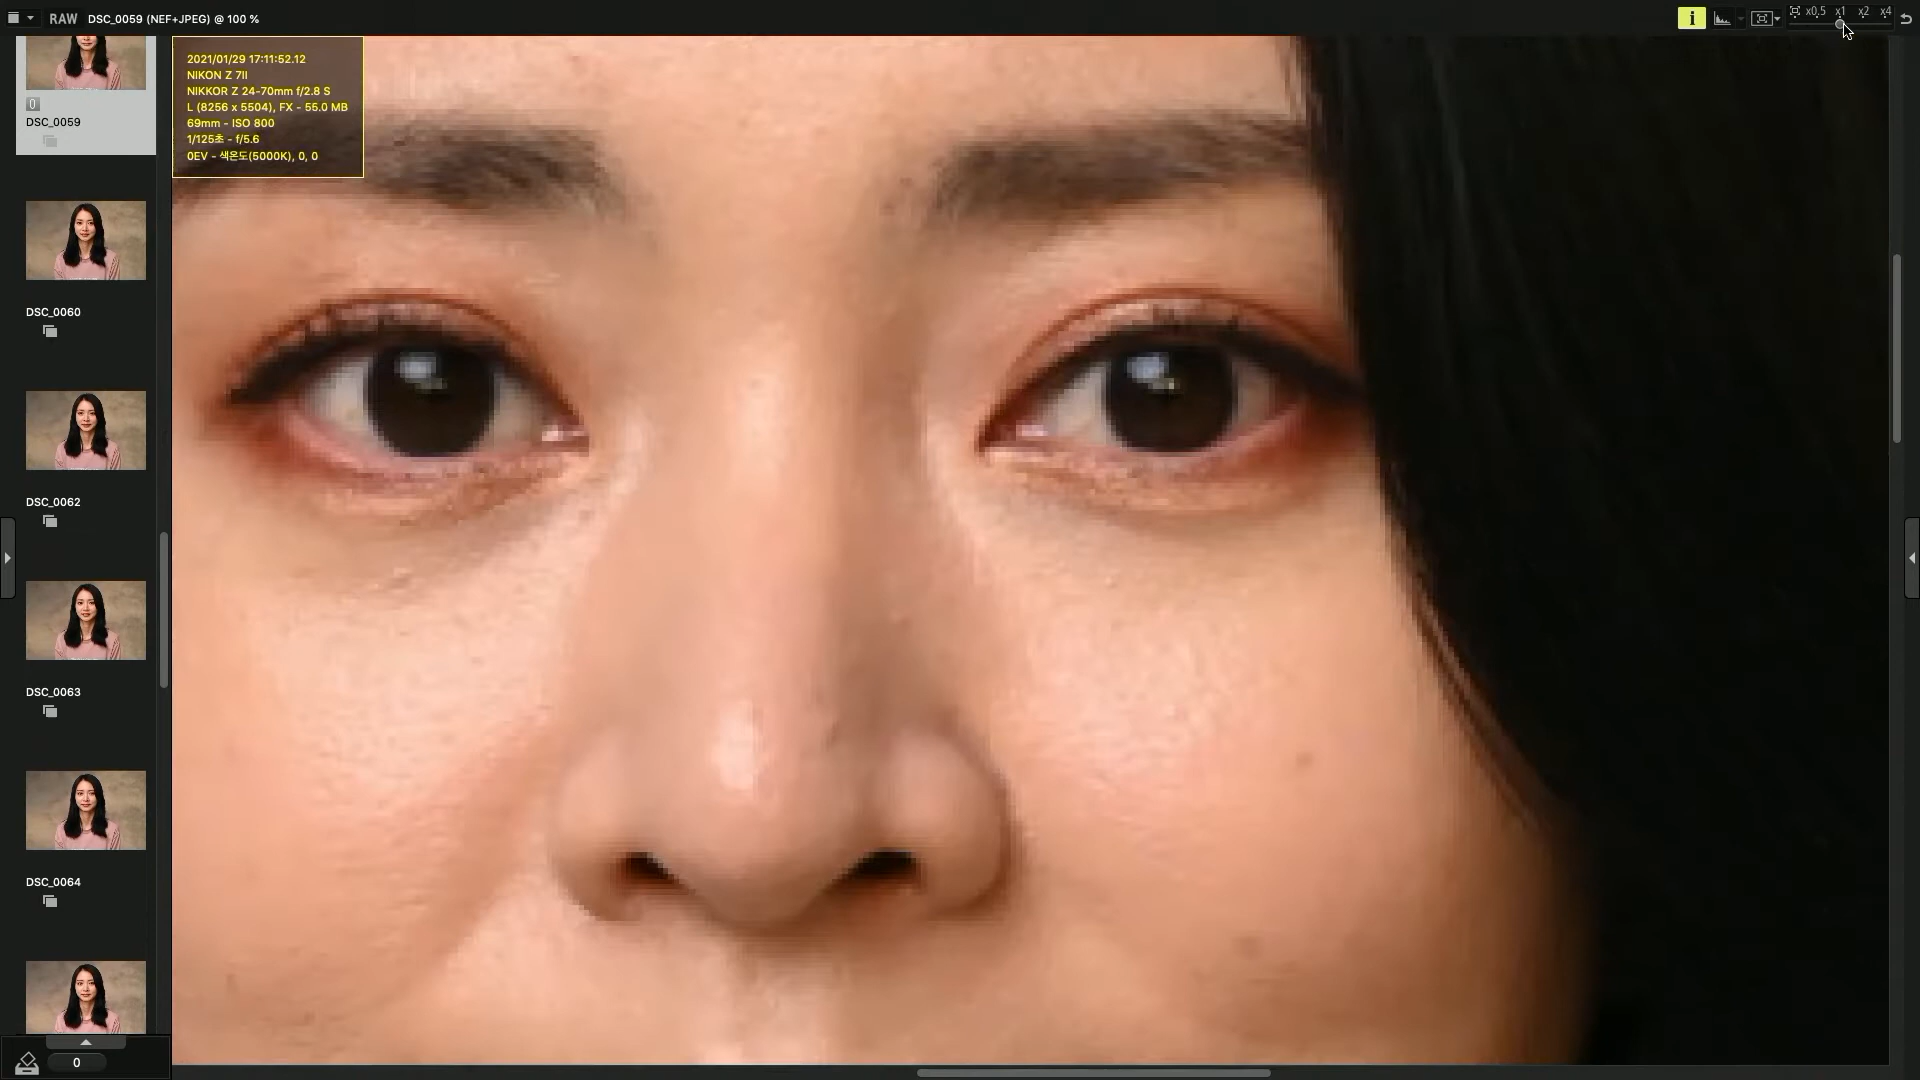 RAW DSC_0059 (NEF+JPEG) @ 100 %
i x0.5 x1 x2 x4
2021/01/29 17:11:52.12
NIKON Z 7II
NIKKOR Z 24-70mm f/2.8 S
L (8256 x 5504), FX - 55.0 MB
69mm - ISO 800
1/125초 - f/5.6
0EV - 색온도(5000K), 0, 0
0
DSC_0059
DSC_0060
DSC_0062
DSC_0063
DSC_0064
0